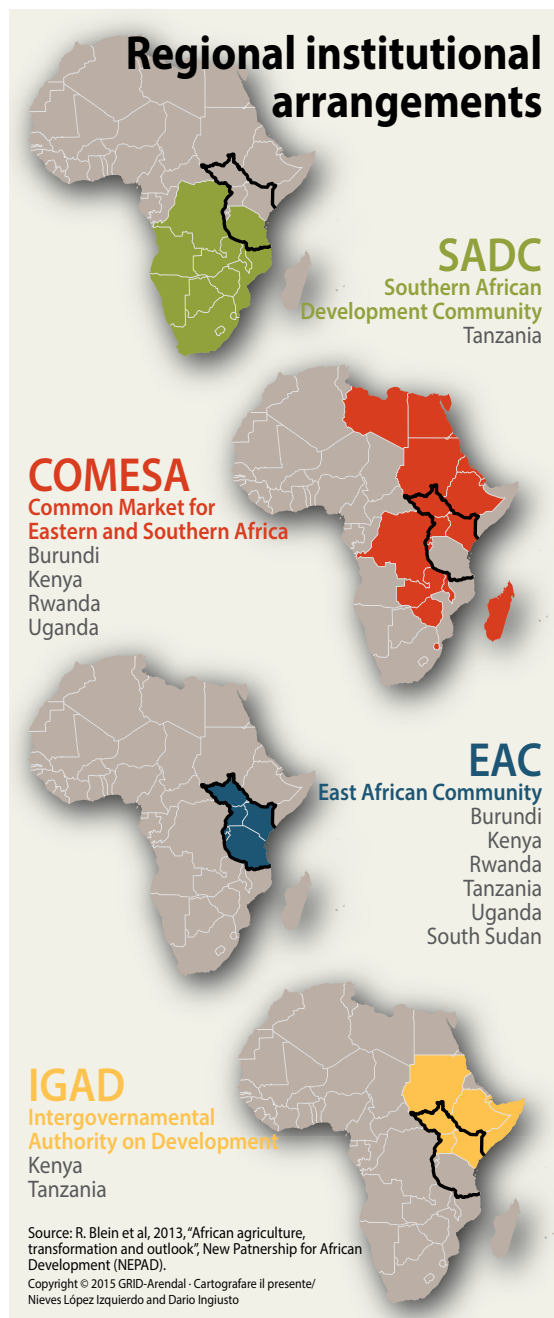 Regional institutional
arrangements
SADC
Southern African
Development Community
Tanzania
COMESA
Common Market for
Eastern and Southern Africa
Burundi
Kenya
Rwanda
Uganda
EAC
East African Community
Burundi
Kenya
Rwanda
Tanzania
Uganda
South Sudan
IGAD
Intergovernamental
Authority on Development
Kenya
Tanzania
Source: R. Blein et al, 2013, “African agriculture,
transformation and outlook”, New Patnership for African
Development (NEPAD).
Copyright © 2015 GRID-Arendal · Cartografare il presente/
Nieves López Izquierdo and Dario Ingiusto